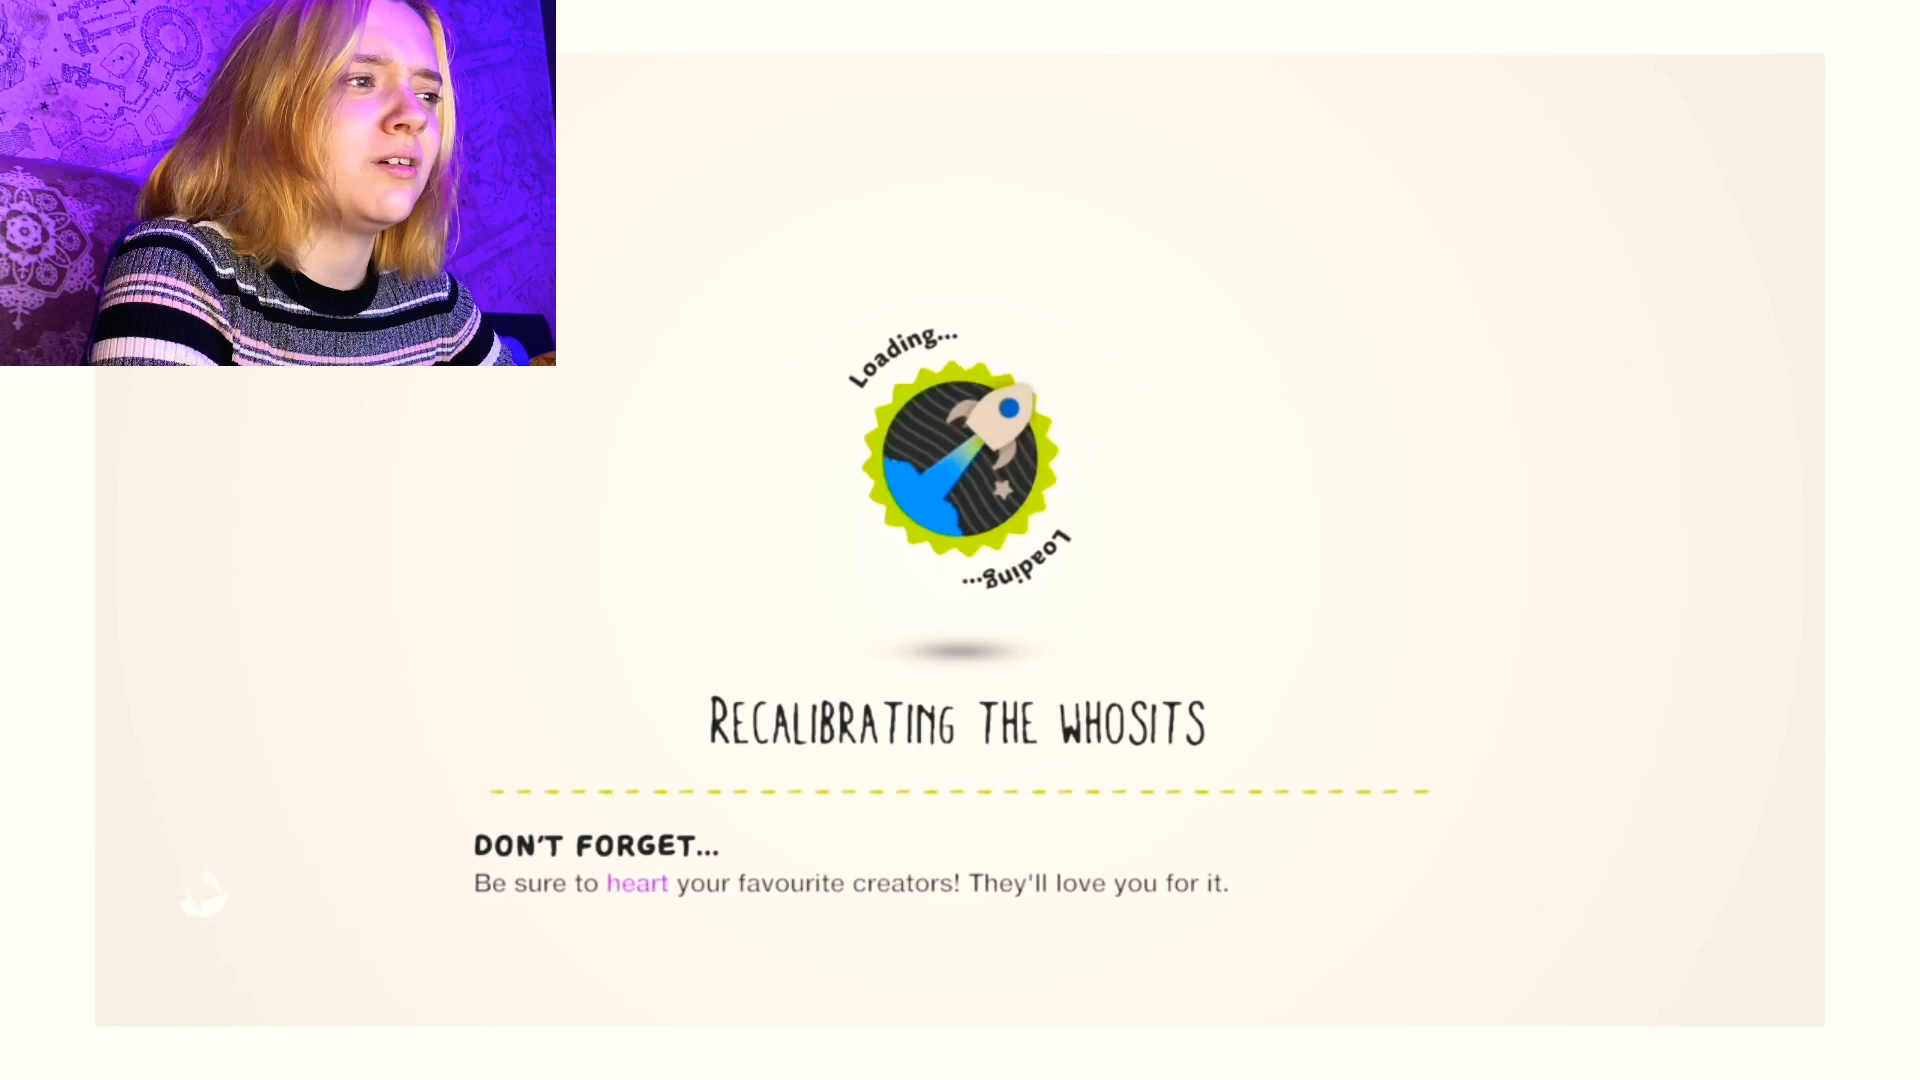 Loading...
Loading...
RECALIBRATING THE WHOSITS
DON'T FORGET...
Be sure to heart your favourite creators! They'll love you for it.